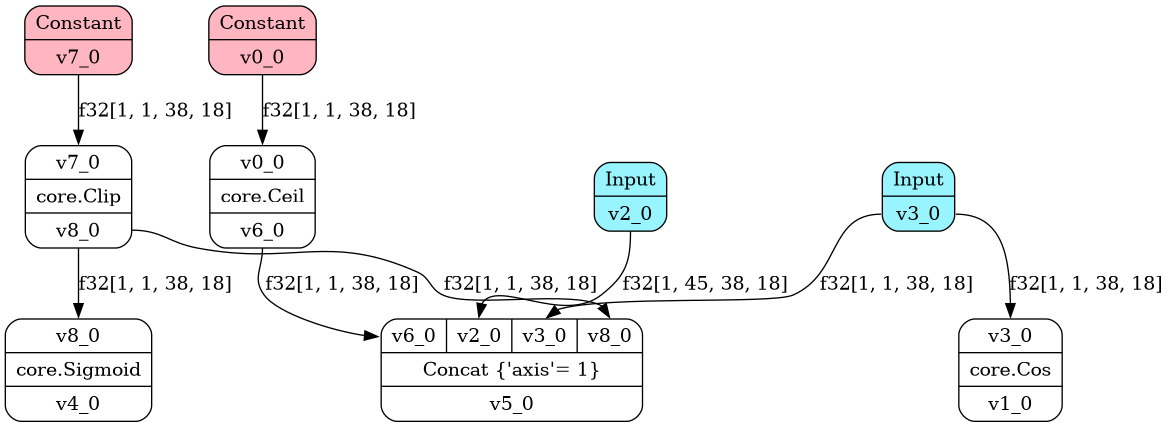 Constant
v7_0
Constant
v0_0
f32[1, 1, 38, 18]
f32[1, 1, 38, 18]
v7_0
core.Clip
v8_0
v0_0
core.Ceil
v6_0
Input
v2_0
Input
v3_0
f32[1, 1, 38, 18]
f32[1, 1, 38, 18]
f32[1, 1, 38, 18]
f32[1, 45, 38, 18]
f32[1, 1, 38, 18]
f32[1, 1, 38, 18]
v8_0
core.Sigmoid
v4_0
v6_0 v2_0 v3_0 v8_0
Concat {'axis'= 1}
v5_0
v3_0
core.Cos
v1_0